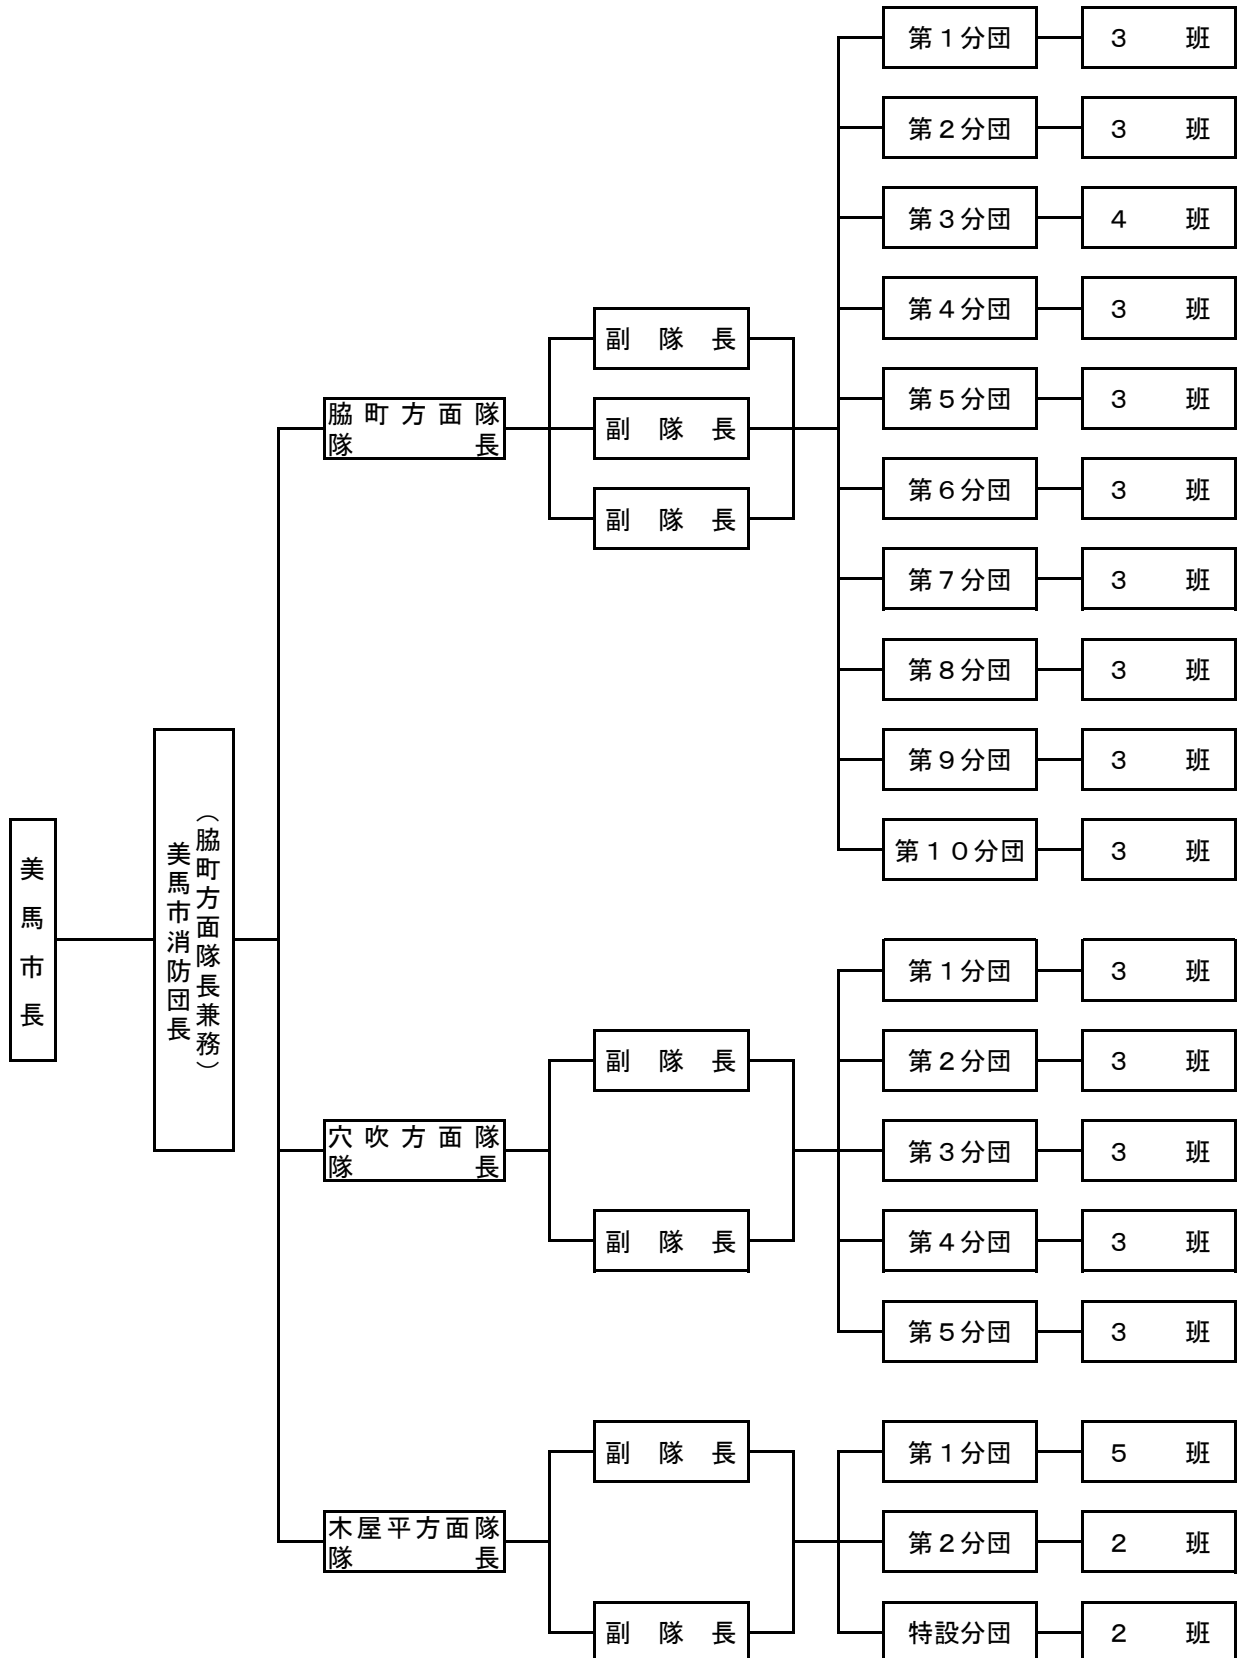 美馬市長
美馬市消防団長
（脇町方面隊長兼務）
脇町方面隊
隊長
副隊長
副隊長
副隊長
第１分団
３班
第２分団
３班
第３分団
４班
第４分団
３班
第５分団
３班
第６分団
３班
第７分団
３班
第８分団
３班
第９分団
３班
第１０分団
３班
穴吹方面隊
隊長
副隊長
副隊長
第１分団
３班
第２分団
３班
第３分団
３班
第４分団
３班
第５分団
３班
木屋平方面隊
隊長
副隊長
副隊長
第１分団
５班
第２分団
２班
特設分団
２班